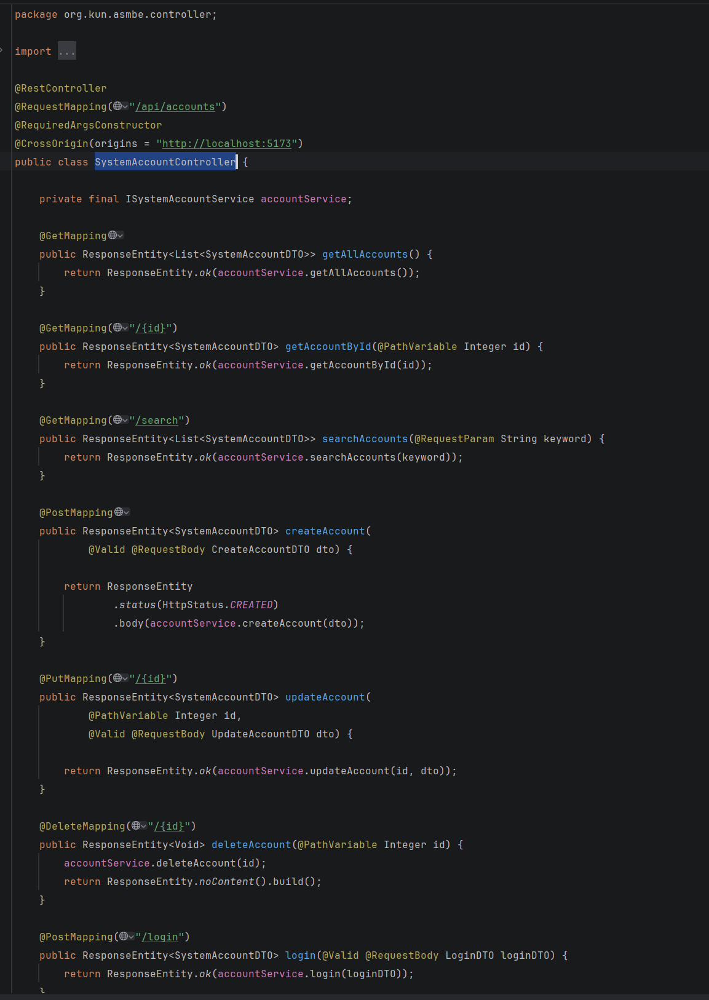 package org.kun.asmbe.controller;
import ...
@RestController
@RequestMapping("/api/accounts")
@RequiredArgsConstructor
@CrossOrigin(origins = "http://localhost:5173")
public class SystemAccountController {
private final ISystemAccountService accountService;
@GetMapping
public ResponseEntity<List<SystemAccountDTO>> getAllAccounts() {
return ResponseEntity.ok(accountService.getAllAccounts());
}
@GetMapping("/{id}")
public ResponseEntity<SystemAccountDTO> getAccountById(@PathVariable Integer id) {
return ResponseEntity.ok(accountService.getAccountById(id));
}
@GetMapping("/search")
public ResponseEntity<List<SystemAccountDTO>> searchAccounts(@RequestParam String keyword) {
return ResponseEntity.ok(accountService.searchAccounts(keyword));
}
@PostMapping
public ResponseEntity<SystemAccountDTO> createAccount(
@Valid @RequestBody CreateAccountDTO dto) {
return ResponseEntity
.status(HttpStatus.CREATED)
.body(accountService.createAccount(dto));
}
@PutMapping("/{id}")
public ResponseEntity<SystemAccountDTO> updateAccount(
@PathVariable Integer id,
@Valid @RequestBody UpdateAccountDTO dto) {
return ResponseEntity.ok(accountService.updateAccount(id, dto));
}
@DeleteMapping("/{id}")
public ResponseEntity<Void> deleteAccount(@PathVariable Integer id) {
accountService.deleteAccount(id);
return ResponseEntity.noContent().build();
}
@PostMapping("/login")
public ResponseEntity<SystemAccountDTO> login(@Valid @RequestBody LoginDTO loginDTO) {
return ResponseEntity.ok(accountService.login(loginDTO));
}